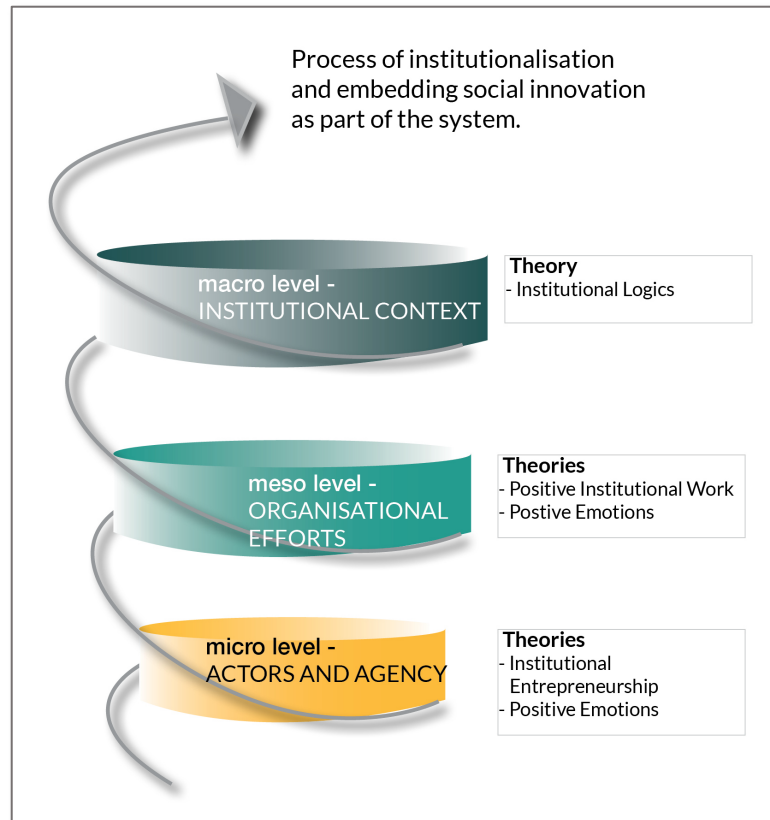 Process of institutionalisation
and embedding social innovation
as part of the system.
macro level -
INSTITUTIONAL CONTEXT
Theory
- Institutional Logics
meso level -
ORGANISATIONAL
EFFORTS
Theories
- Positive Institutional Work
- Postive Emotions
micro level -
ACTORS AND AGENCY
Theories
- Institutional
Entrepreneurship
- Positive Emotions